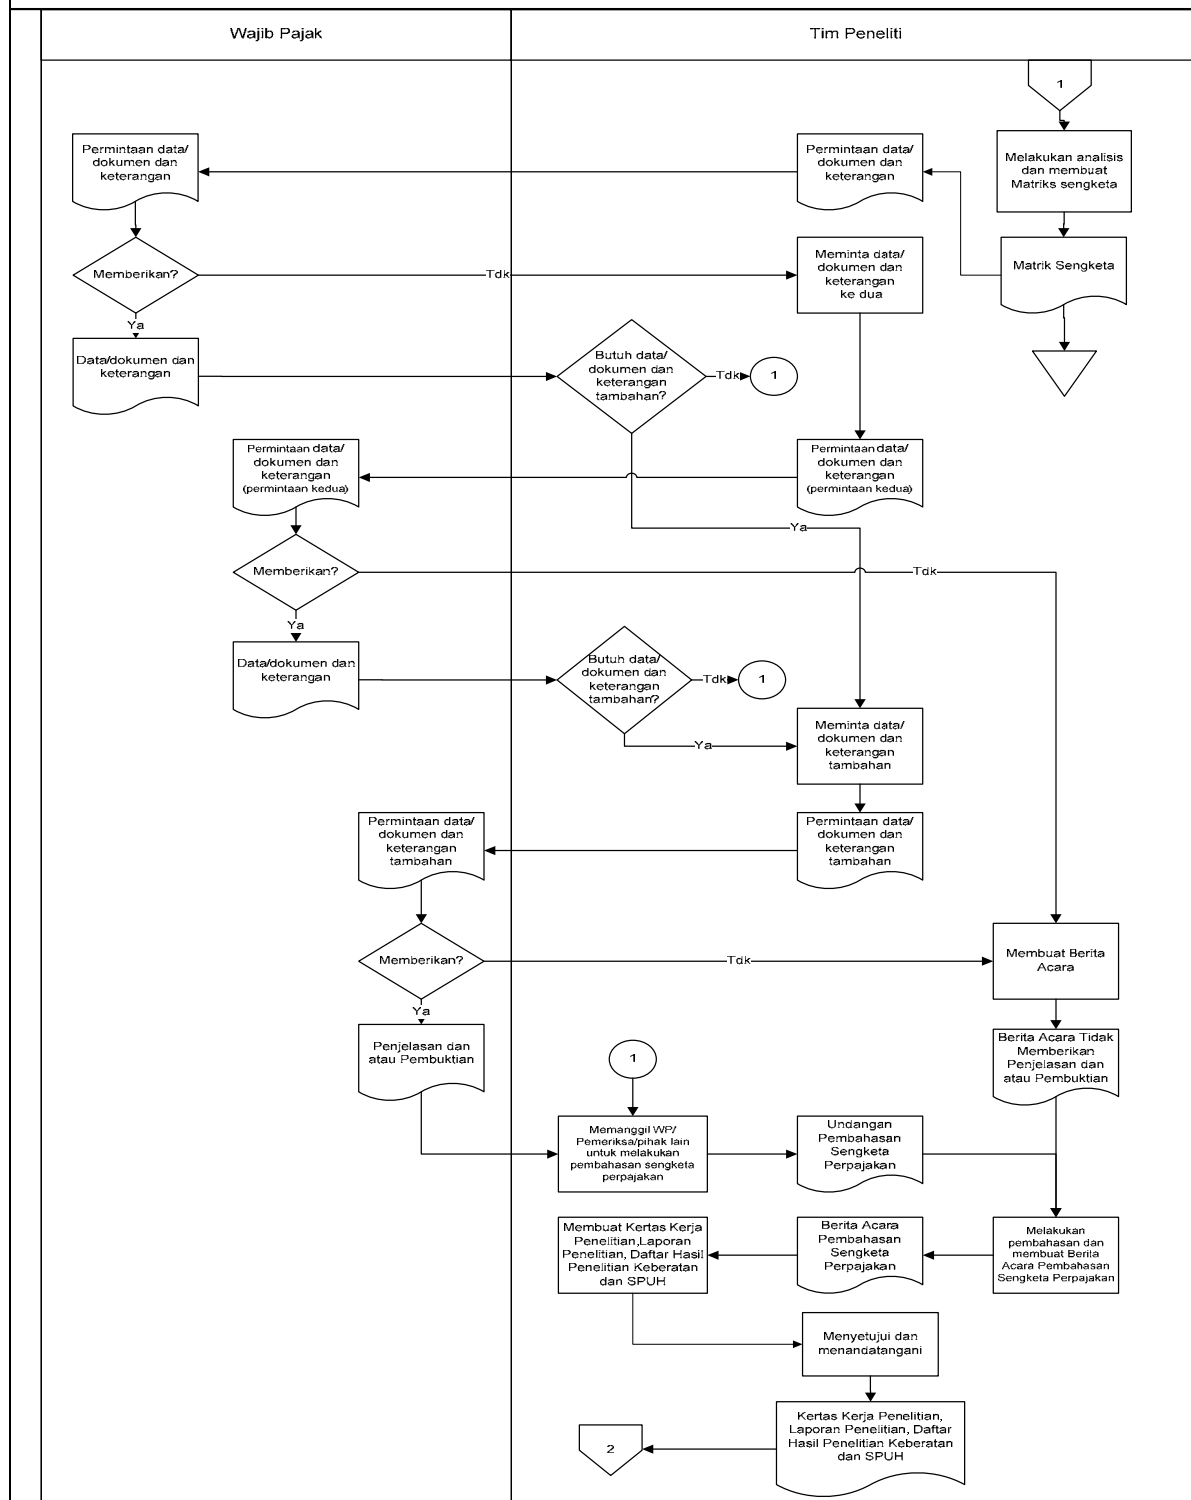 Wajib Pajak
Tim Peneliti
1
Permintaan data/
dokumen dan
keterangan
Permintaan data/
dokumen dan
keterangan
Melakukan analisis
dan membuat
Matriks sengketa
Memberikan?
Tdk
Meminta data/
dokumen dan
keterangan
ke dua
Matrik Sengketa
Ya
Data/dokumen dan
keterangan
Butuh data/
dokumen dan
keterangan
tambahan?
Tdk
1
Permintaan data/
dokumen dan
keterangan
(permintaan kedua)
Permintaan data/
dokumen dan
keterangan
(permintaan kedua)
Ya
Memberikan?
Tdk
Ya
Data/dokumen dan
keterangan
Butuh data/
dokumen dan
keterangan
tambahan?
Tdk
1
Ya
Meminta data/
dokumen dan
keterangan
tambahan
Permintaan data/
dokumen dan
keterangan
tambahan
Permintaan data/
dokumen dan
keterangan
tambahan
Memberikan?
Tdk
Membuat Berita
Acara
Ya
Penjelasan dan
atau Pembuktian
1
Berita Acara Tidak
Memberikan
Penjelasan dan
atau Pembuktian
Memanggil WP/
Pemeriksa/pihak lain
untuk melakukan
pembahasan sengketa
perpajakan
Undangan
Pembahasan
Sengketa
Perpajakan
Membuat Kertas Kerja
Penelitian,Laporan
Penelitian, Daftar Hasil
Penelitian Keberatan
dan SPUH
Berita Acara
Pembahasan
Sengketa
Perpajakan
Melakukan
pembahasan dan
membuat Berita
Acara Pembahasan
Sengketa Perpajakan
Menyetujui dan
menandatangani
Kertas Kerja Penelitian,
Laporan Penelitian, Daftar
Hasil Penelitian Keberatan
dan SPUH
2